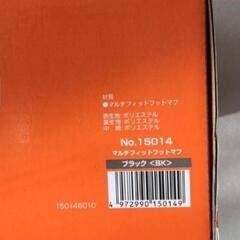 材質
●マルチフィットフットマフ
表生地:ポリエステル
裏生地:ポリエステル
中　綿:ポリエステル
No.15014
マルチフィットフットマフ
ブラック <BK>
150146010
4 972990 150149